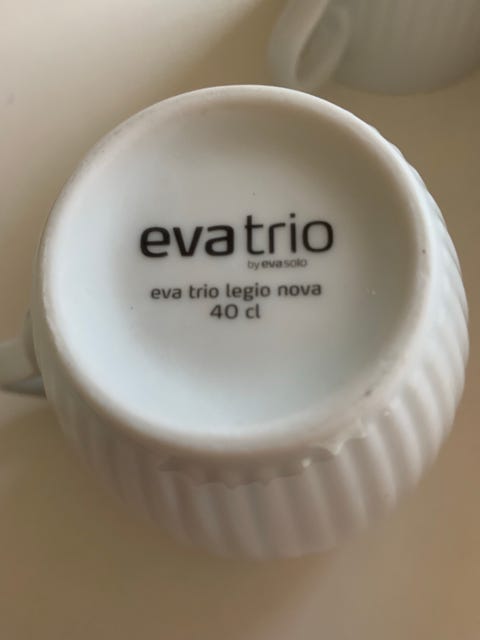 eva trio
by eva solo
eva trio legio nova
40 cl